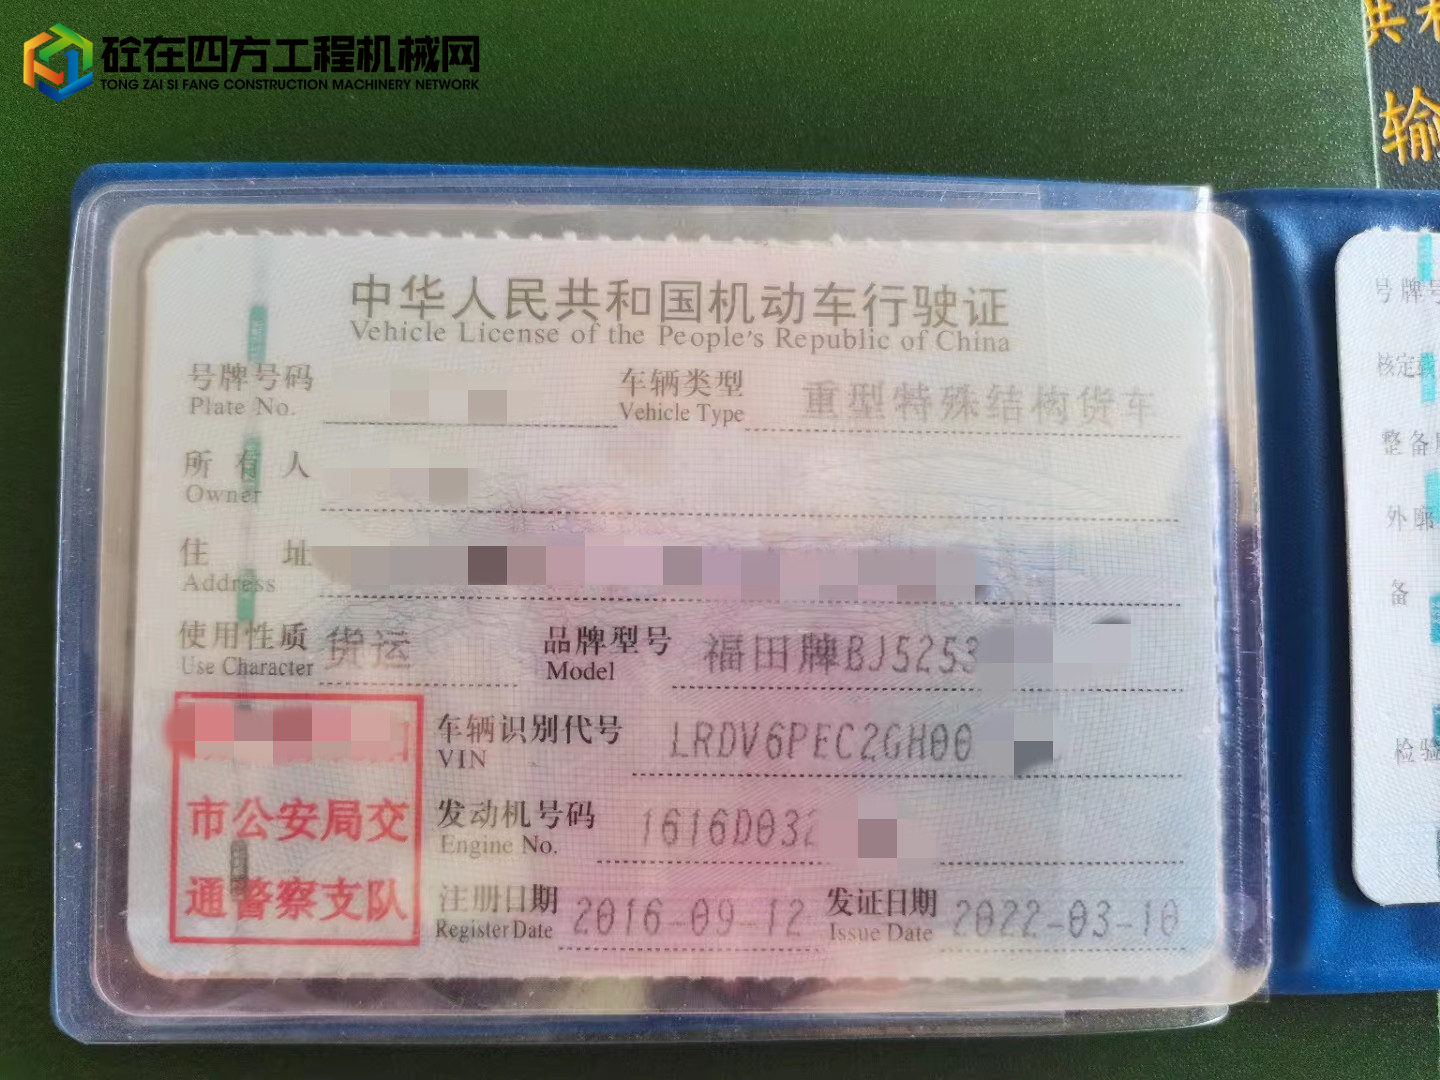 砼在四方工程机械网
TONG ZAI SI FANG CONSTRUCTION MACHINERY NETWORK
输
中华人民共和国机动车行驶证
Vehicle License of the People's Republic of China
号牌号码
Plate No.
车辆类型
Vehicle Type
重型特殊结构货车
所有人
Owner
住址
Address
使用性质
Use Character
货运
品牌型号
Model
福田牌BJ5253
车辆识别代号
VIN
LRDV6PEC2GH00
发动机号码
Engine No.
1616D032
注册日期
Register Date
2016-09-12
发证日期
Issue Date
2022-03-10
市公安局交
通警察支队
号牌号
核定载
整备
外廓
备
检验